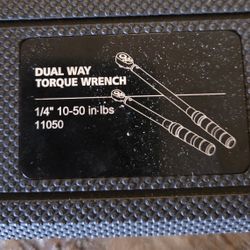 DUAL WAY
TORQUE WRENCH
1/4" 10-50 in-lbs
11050